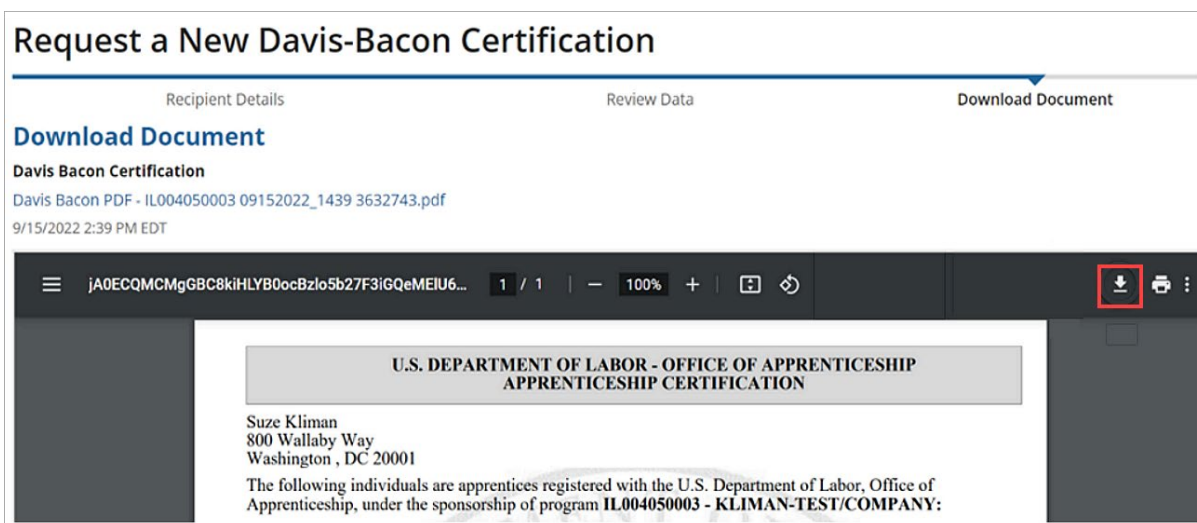 Request a New Davis-Bacon Certification
Recipient Details
Review Data
Download Document
Download Document
Davis Bacon Certification
Davis Bacon PDF - IL004050003 09152022_1439 3632743.pdf
9/15/2022 2:39 PM EDT
jA0ECQMCMgGBC8kiHLYB0ocBzlo5b27F3iGQeMElU6... 1 / 1 | − 100% + |
U.S. DEPARTMENT OF LABOR - OFFICE OF APPRENTICESHIP
APPRENTICESHIP CERTIFICATION
Suze Kliman
800 Wallaby Way
Washington , DC 20001
The following individuals are apprentices registered with the U.S. Department of Labor, Office of
Apprenticeship, under the sponsorship of program IL004050003 - KLIMAN-TEST/COMPANY: